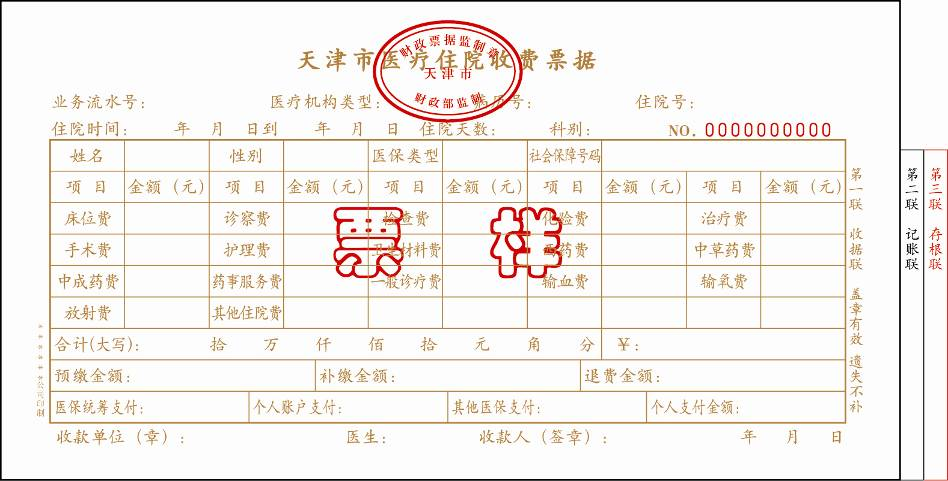 天津市医疗住院收费票据
财政票据监制章
天津市
财政部监制
业务流水号： 医疗机构类型： 病历号： 住院号：
住院时间： 年 月 日到 年 月 日 住院天数： 科别： NO. 0000000000
姓名 性别 医保类型 社会保障号码
项 目 金额（元） 项 目 金额（元） 项 目 金额（元） 项 目 金额（元） 项 目 金额（元）
床位费 诊察费 检查费 化验费 治疗费
手术费 护理费 卫生材料费 西药费 中草药费
中成药费 药事服务费 一般诊疗费 输血费 输氧费
放射费 其他住院费
票样
合计(大写)： 拾 万 仟 佰 拾 元 角 分 ￥：
预缴金额： 补缴金额： 退费金额：
医保统筹支付： 个人账户支付： 其他医保支付： 个人支付金额：
收款单位（章）： 医生： 收款人（签章）： 年 月 日
******公司印制
第一联 收据联 盖章有效 遗失不补
第二联 记账联
第三联 存根联